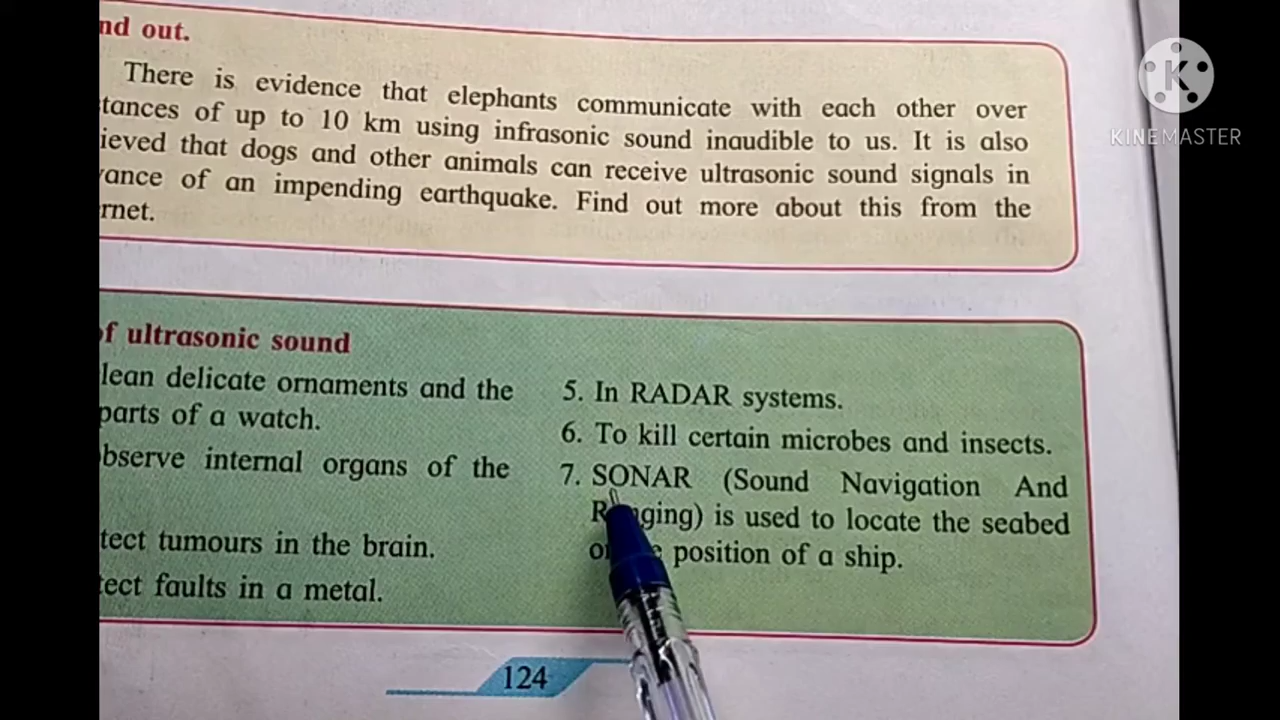 nd out.
There is evidence that elephants communicate with each other over
tances of up to 10 km using infrasonic sound inaudible to us. It is also
ieved that dogs and other animals can receive ultrasonic sound signals in
vance of an impending earthquake. Find out more about this from the
rnet.
of ultrasonic sound
lean delicate ornaments and the
parts of a watch.
bserve internal organs of the
tect tumours in the brain.
tect faults in a metal.
5. In RADAR systems.
6. To kill certain microbes and insects.
7. SONAR (Sound Navigation And
Ranging) is used to locate the seabed
position of a ship.
124
K
KINEMASTER